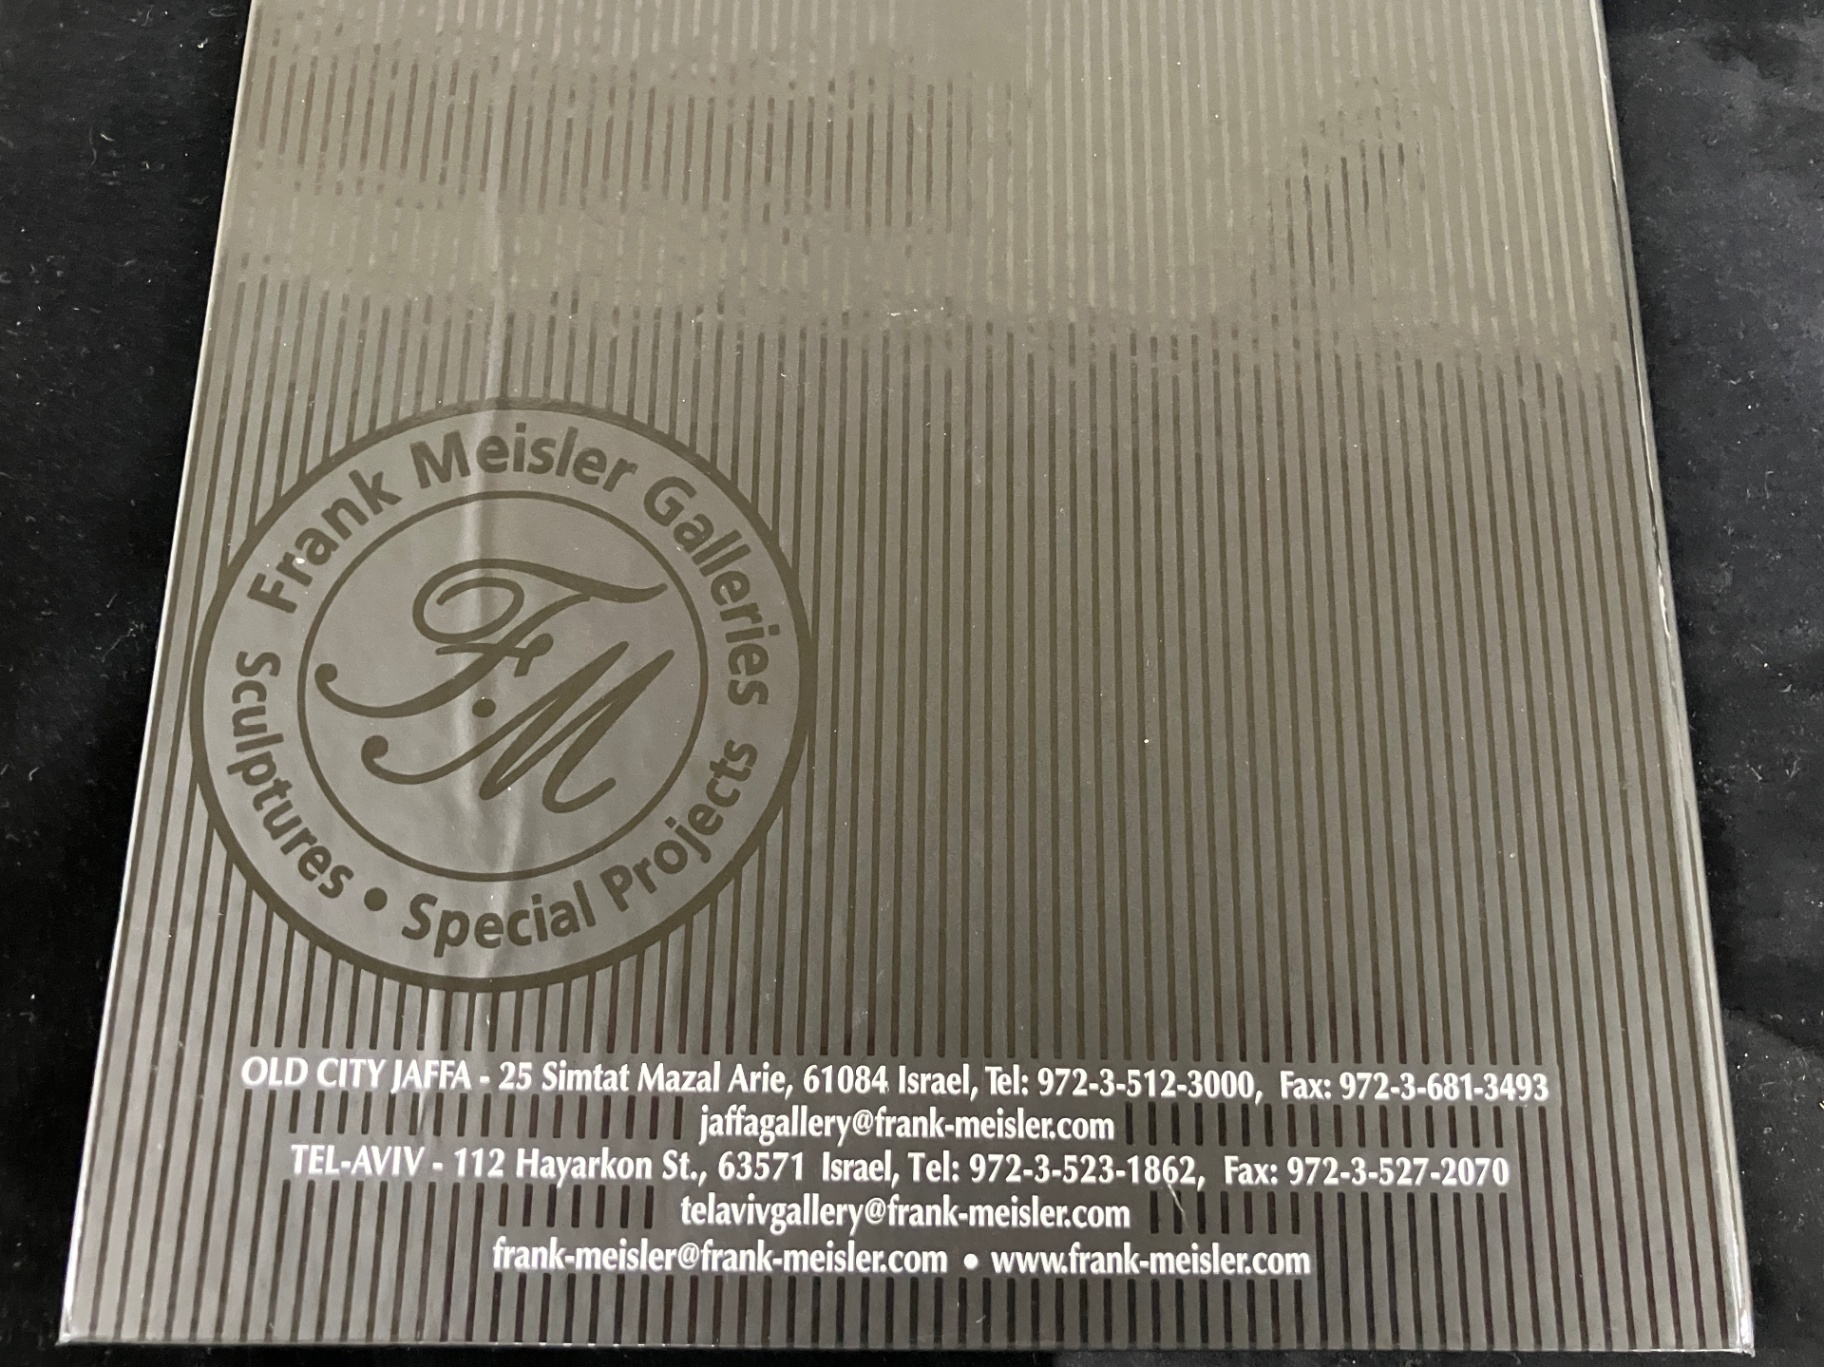 Frank Meisler Galleries
F.M
Sculptures • Special Projects
OLD CITY JAFFA - 25 Simtat Mazal Arie, 61084 Israel, Tel: 972-3-512-3000, Fax: 972-3-681-3493
jaffagallery@frank-meisler.com
TEL-AVIV - 112 Hayarkon St., 63571 Israel, Tel: 972-3-523-1862, Fax: 972-3-527-2070
telavivgallery@frank-meisler.com
frank-meisler@frank-meisler.com • www.frank-meisler.com